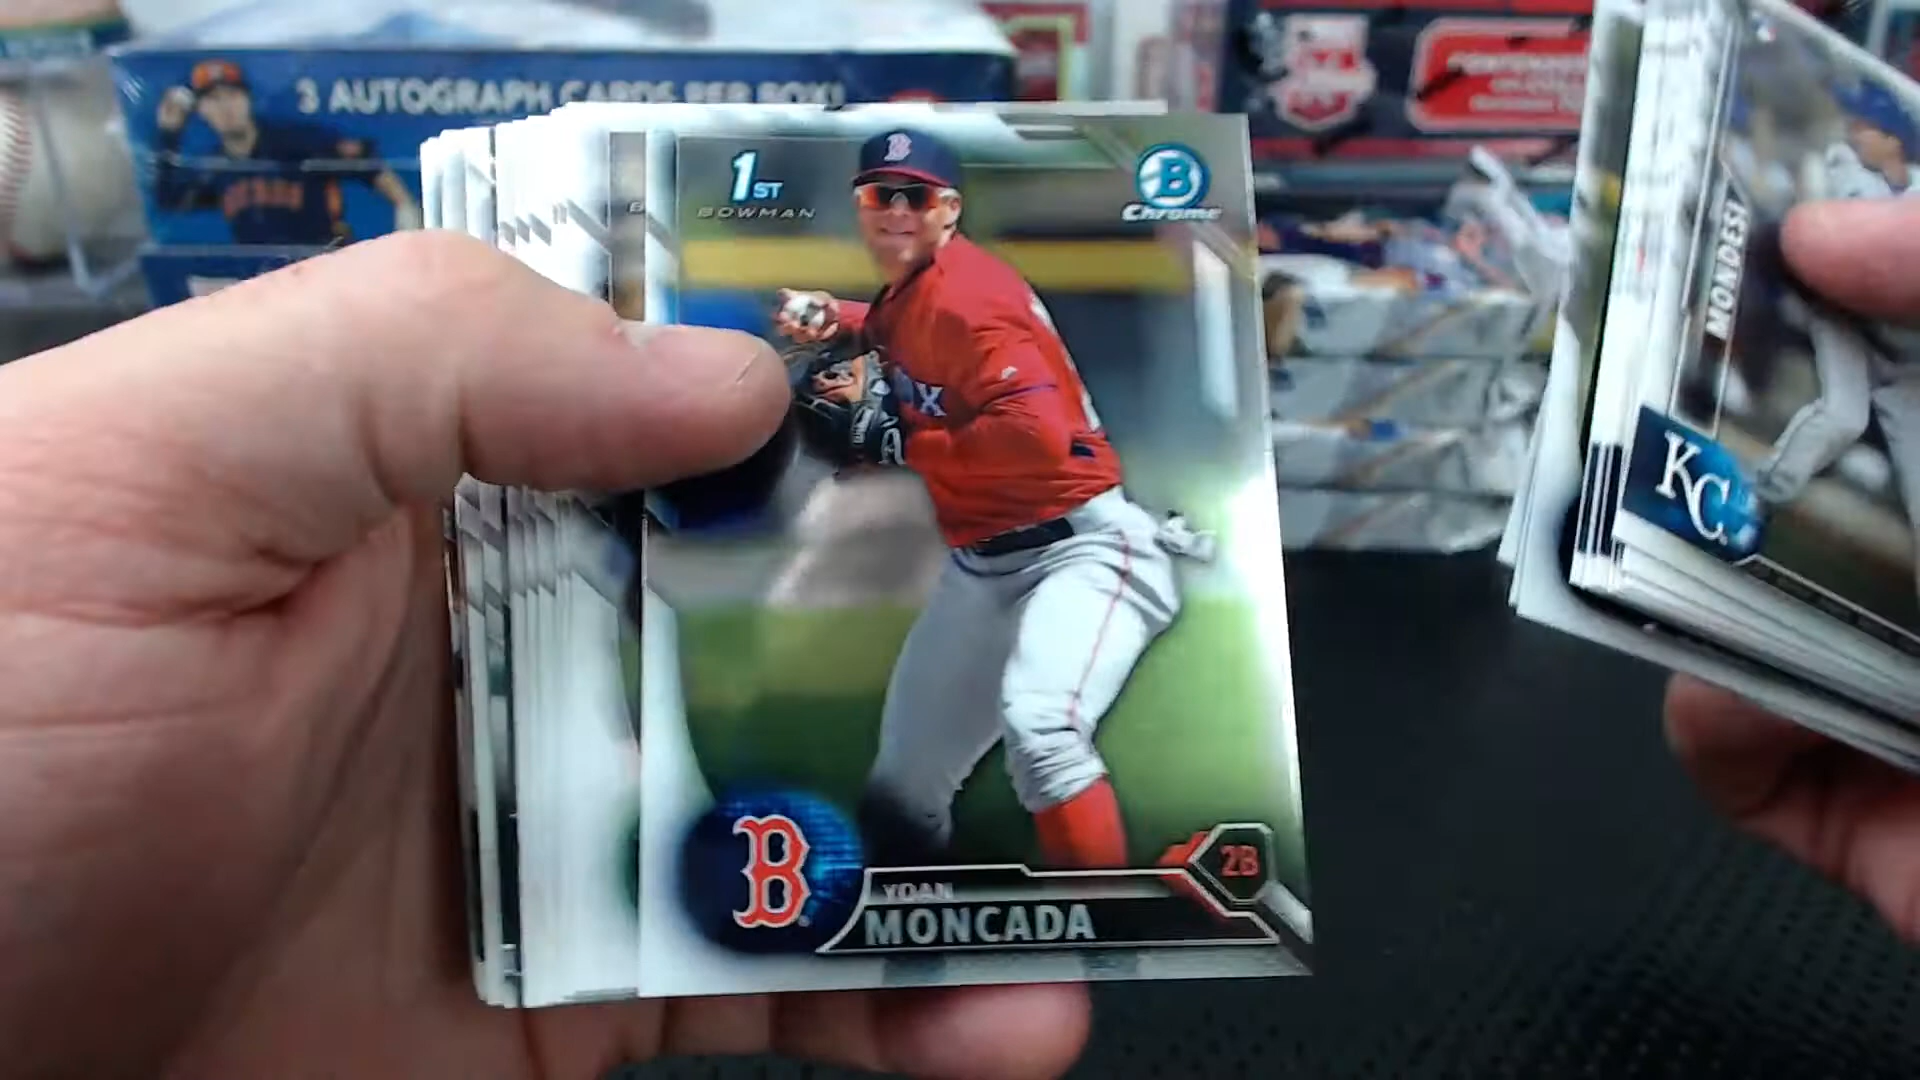 3 AUTOGRAPH CARDS PER BOX!
1ST
BOWMAN
B
Chrome
B
X
MONDESI
KC
B
2B
YOAN
MONCADA